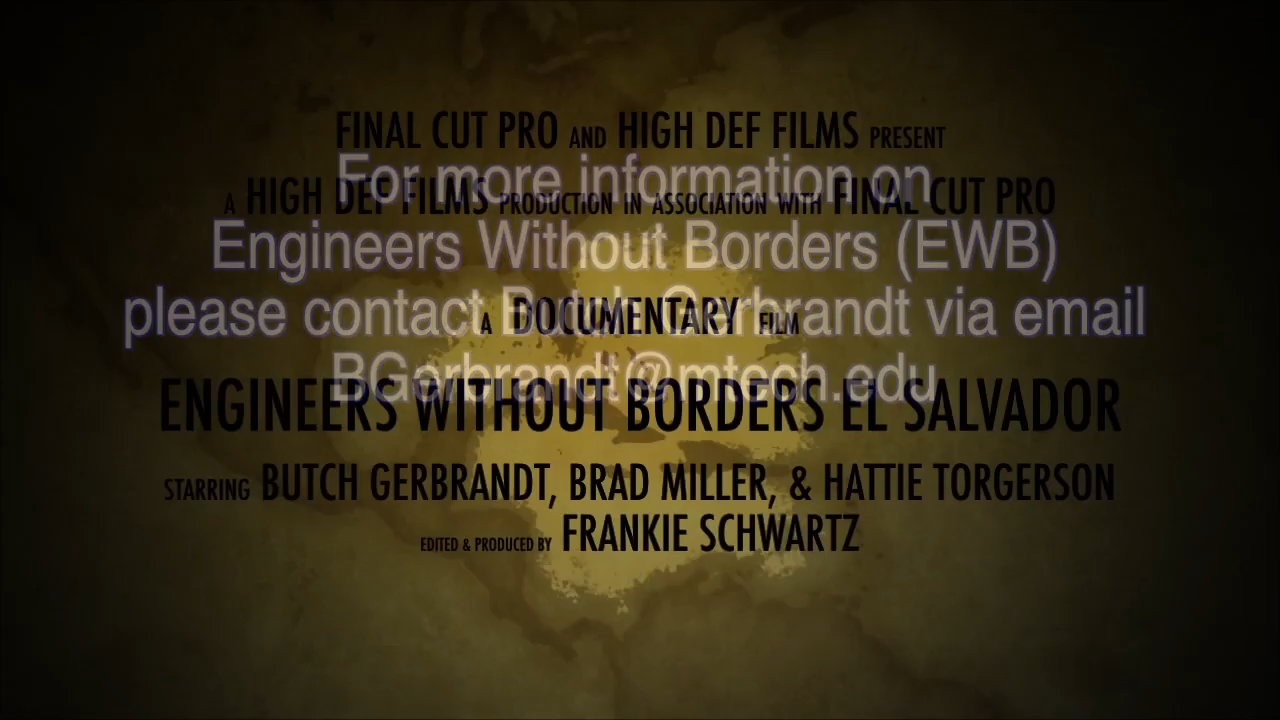 FINAL CUT PRO AND HIGH DEF FILMS PRESENT
For more information on
A HIGH DEF FILMS PRODUCTION IN ASSOCIATION WITH FINAL CUT PRO
Engineers Without Borders (EWB)
please contact Butch Gerbrandt via email
A DOCUMENTARY FILM
BGerbrandt@mtech.edu
ENGINEERS WITHOUT BORDERS EL SALVADOR
STARRING BUTCH GERBRANDT, BRAD MILLER, & HATTIE TORGERSON
EDITED & PRODUCED BY FRANKIE SCHWARTZ